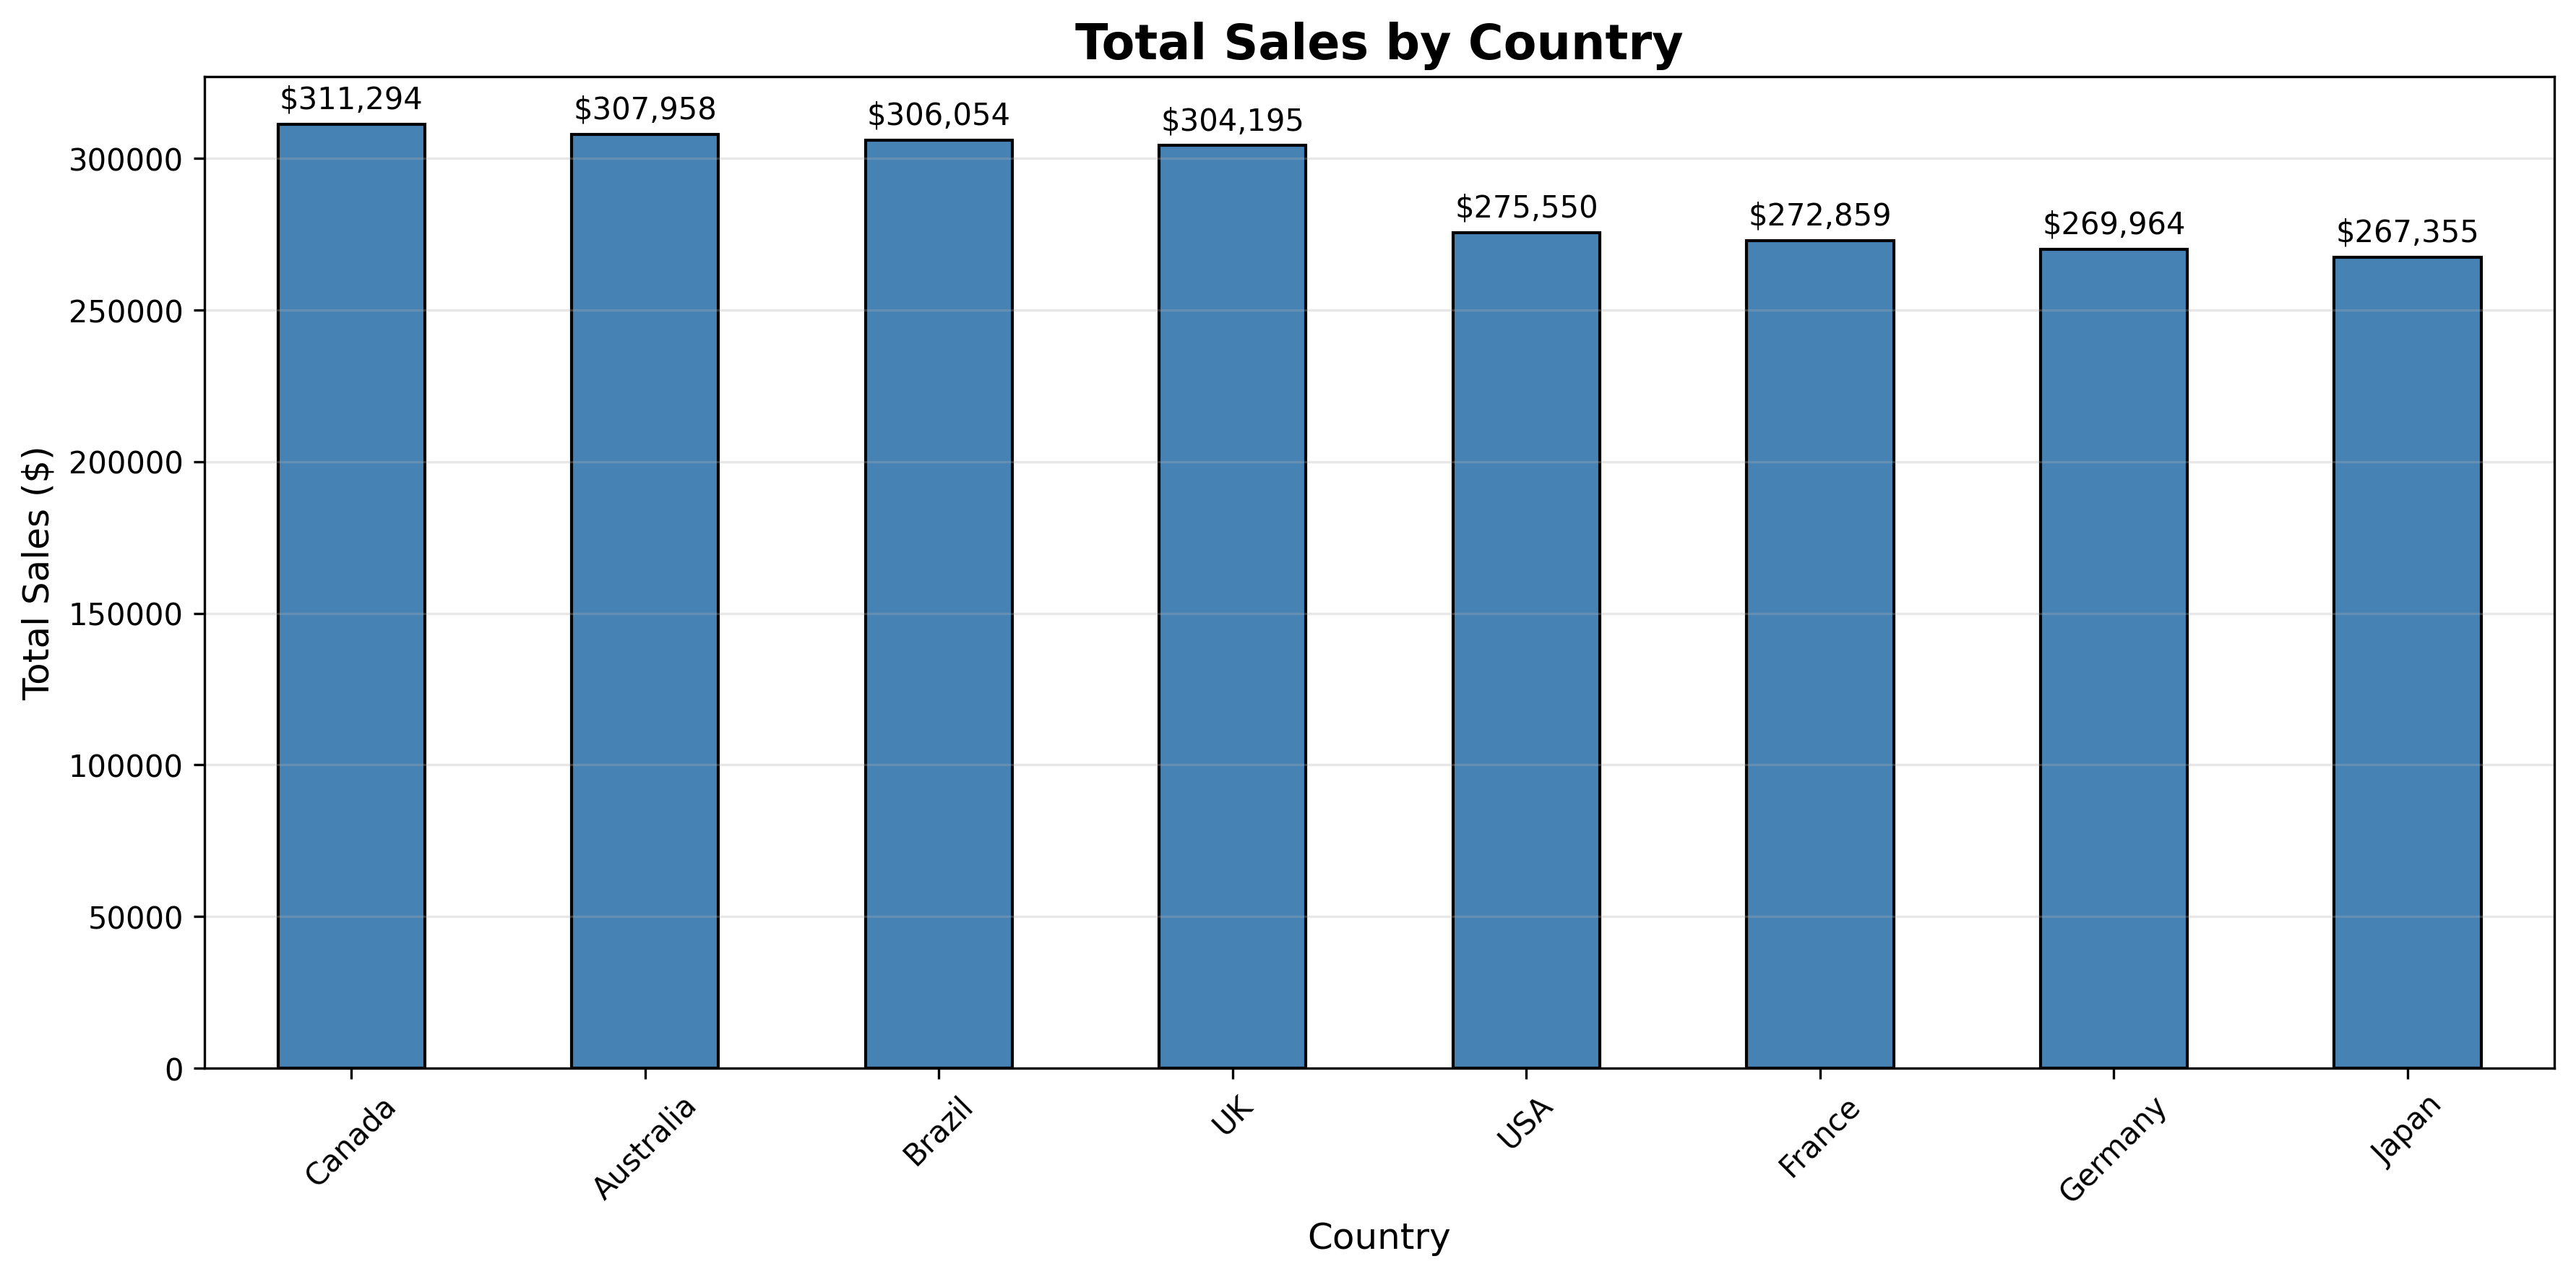 Total Sales by Country
$311,294
$307,958
$306,054
$304,195
$275,550
$272,859
$269,964
$267,355
Total Sales ($)
300000
250000
200000
150000
100000
50000
0
Canada
Australia
Brazil
UK
USA
France
Germany
Japan
Country